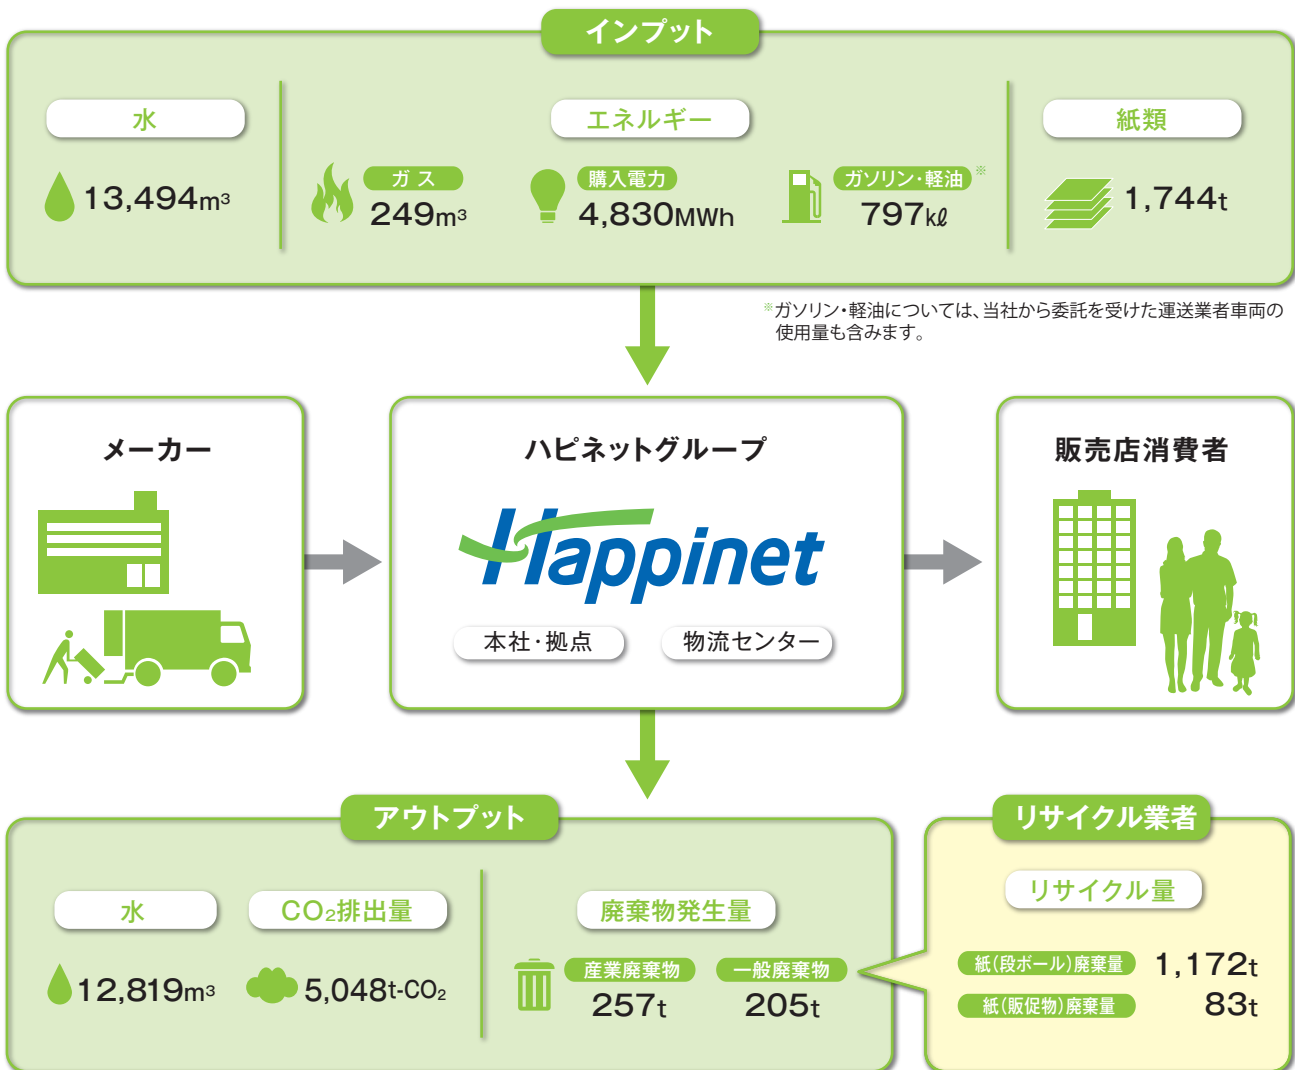 インプット
水
13,494m³
エネルギー
ガス
249m³
購入電力
4,830MWh
ガソリン・軽油※
797kℓ
紙類
1,744t
※ガソリン・軽油については、当社から委託を受けた運送業者車両の
使用量も含みます。
メーカー
ハピネットグループ
Happinet
本社・拠点
物流センター
販売店消費者
アウトプット
水
12,819m³
CO₂排出量
5,048t-CO₂
廃棄物発生量
産業廃棄物
257t
一般廃棄物
205t
リサイクル業者
リサイクル量
紙(段ボール)廃棄量 1,172t
紙(販促物)廃棄量 83t